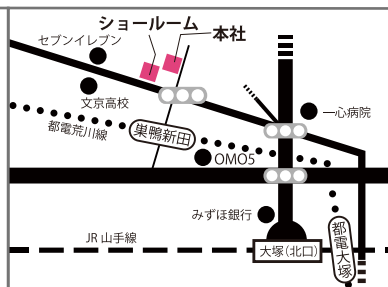 ショールーム
本社
セブンイレブン
文京高校
都電荒川線
巣鴨新田
一心病院
OMO5
みずほ銀行
都電大塚
JR山手線
大塚(北口)